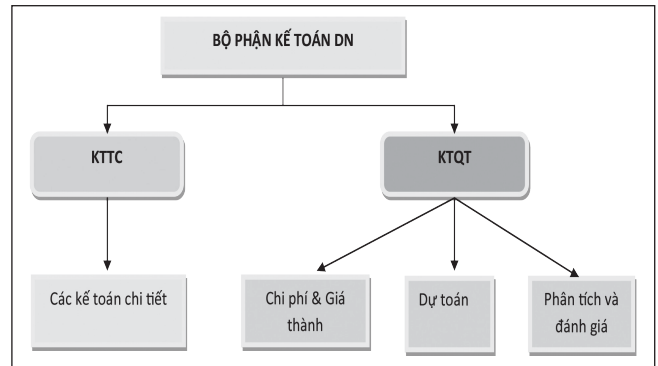 BỘ PHẬN KẾ TOÁN DN
KTTC
KTQT
Các kế toán chi tiết
Chi phí & Giá
thành
Dự toán
Phân tích và
đánh giá